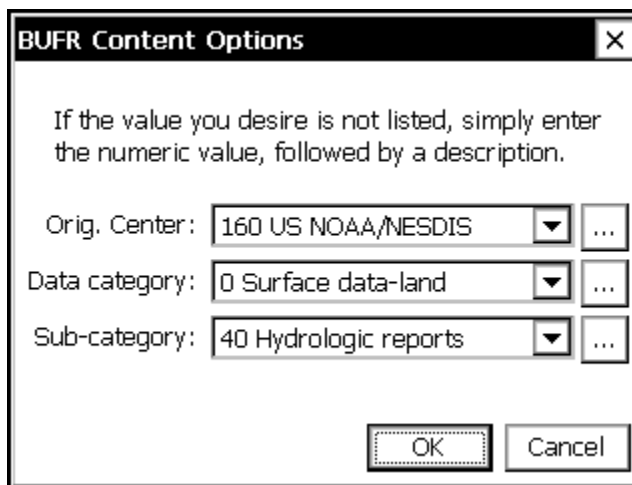 BUFR Content Options
If the value you desire is not listed, simply enter
the numeric value, followed by a description.
Orig. Center: 160 US NOAA/NESDIS ...
Data category: 0 Surface data-land ...
Sub-category: 40 Hydrologic reports ...
OK Cancel